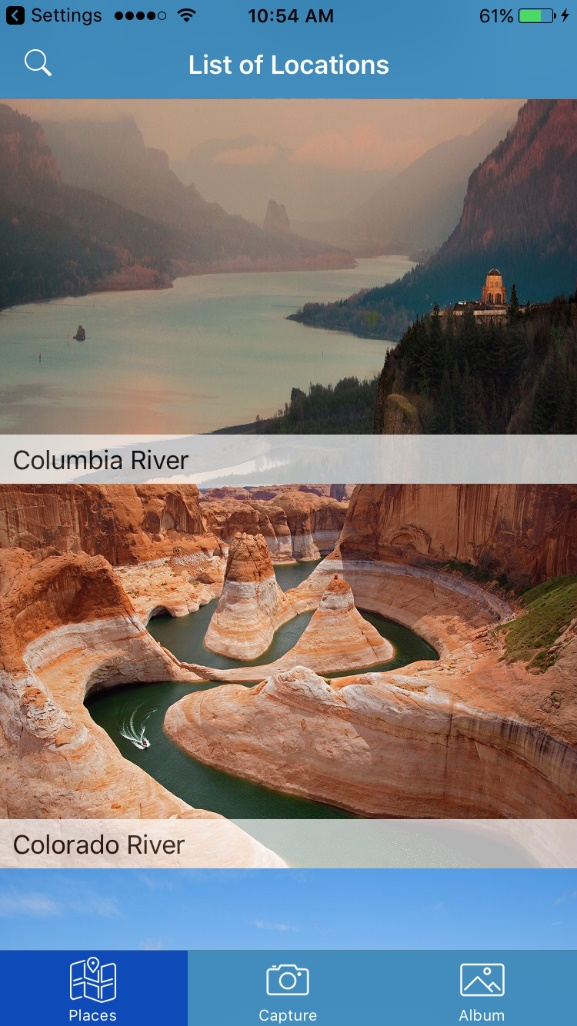 Settings 10:54 AM 61%
List of Locations
Columbia River
Colorado River
Places Capture Album